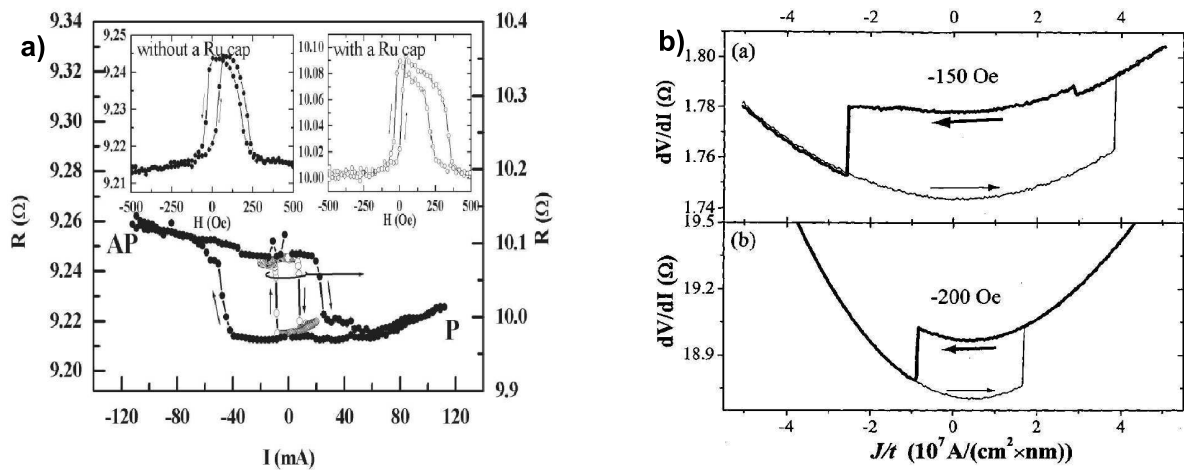 a)
9.34
9.32
9.30
9.28
9.26
9.24
9.22
9.20
R (Ω)
10.4
10.3
10.2
10.1
10.0
9.9
R (Ω)
without a Ru cap
9.25
9.24
9.23
9.22
9.21
-500 -250 0 250 500
H (Oe)
with a Ru cap
10.10
10.08
10.06
10.04
10.02
10.00
-500 -250 0 250 500
H (Oe)
AP
P
-120 -80 -40 0 40 80 120
I (mA)
b)
-4 -2 0 2 4
(a)
-150 Oe
1.80
1.78
1.76
1.74
dV/dI (Ω)
(b)
-200 Oe
19.5
19.2
18.9
dV/dI (Ω)
-4 -2 0 2 4
J/t (10⁷A/(cm²×nm)